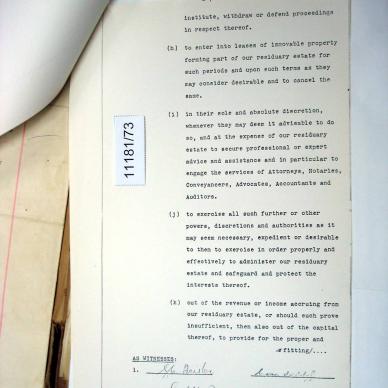 institute, withdraw or defend proceedings
in respect thereof.
(h) to enter into leases of immovable property
forming part of our residuary estate for
such periods and upon such terms as they
may consider desirable and to cancel the
same.
(i) in their sole and absolute discretion,
whenever they may deem it advisable to do
so, and at the expense of our residuary
estate to secure professional or expert
advice and assistance and in particular to
engage the services of Attorneys, Notaries,
Conveyancers, Advocates, Accountants and
Auditors.
11181/73
(j) to exercise all such further or other
powers, discretions and authorities as it
may seem necessary, expedient or desirable
to them to exercise in order properly and
effectively to administer our residuary
estate and safeguard and protect the
interests thereof.
(k) out of the revenue or income accruing from
our residuary estate, or should such prove
insufficient, then also out of the capital
thereof, to provide for the proper and
fitting/....
AS WITNESSES:
1.